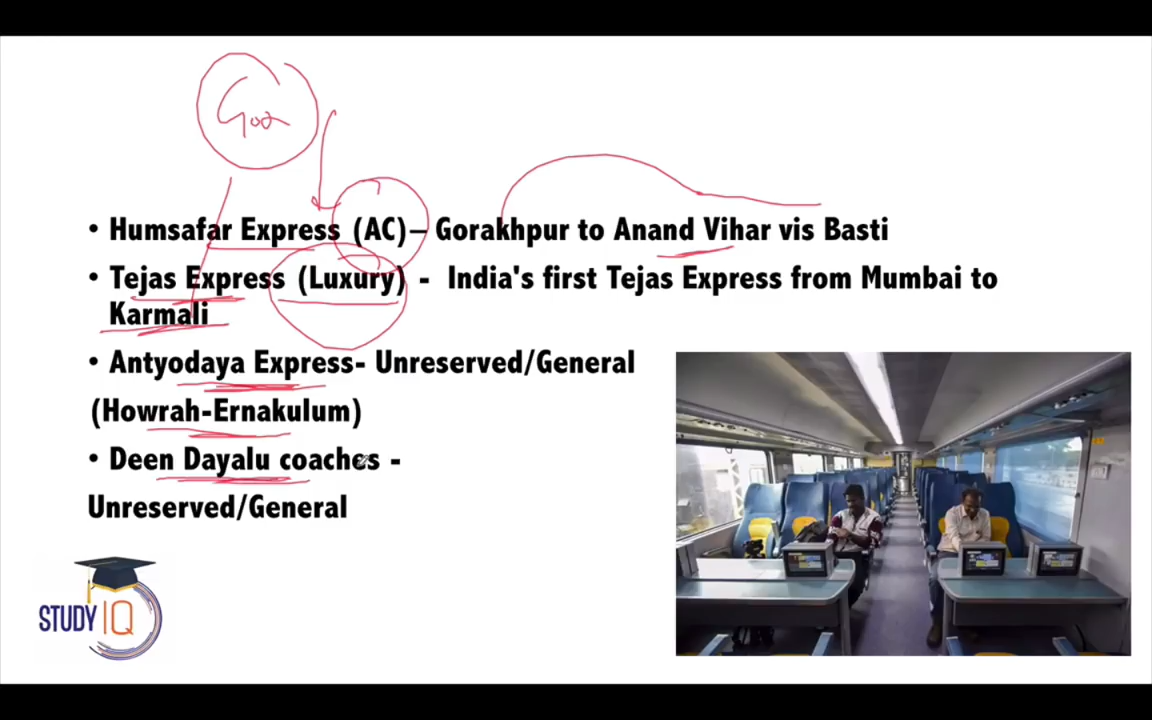 Goa
• Humsafar Express (AC)– Gorakhpur to Anand Vihar vis Basti
• Tejas Express (Luxury) - India's first Tejas Express from Mumbai to
Karmali
• Antyodaya Express- Unreserved/General
(Howrah-Ernakulum)
• Deen Dayalu coaches -
Unreserved/General
STUDY IQ